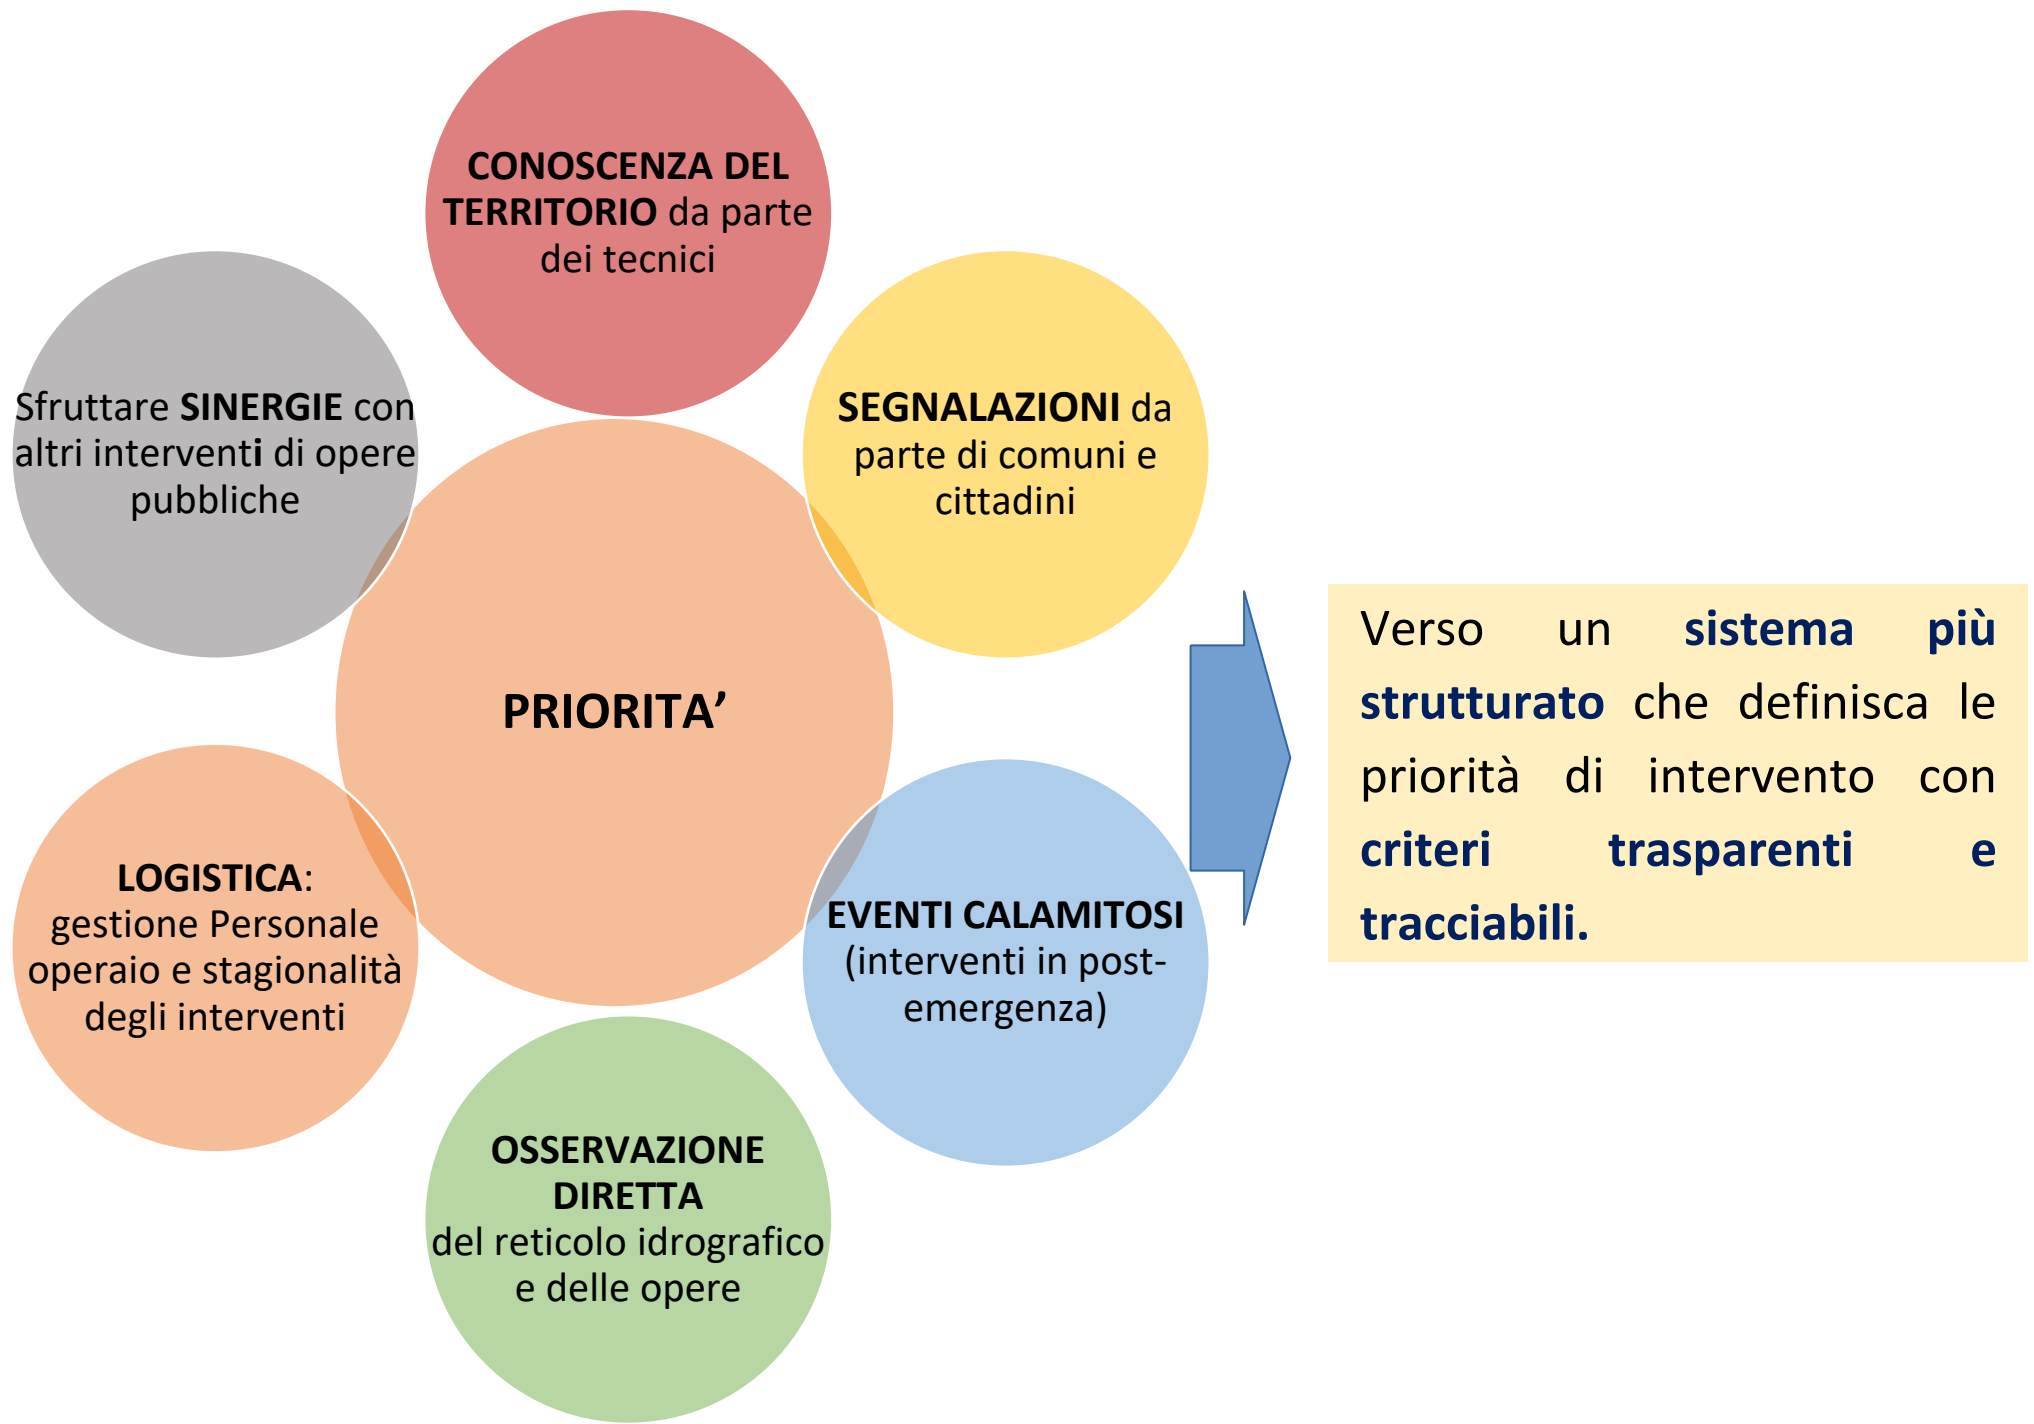 CONOSCENZA DEL
TERRITORIO da parte
dei tecnici
Sfruttare SINERGIE con
altri interventi di opere
pubbliche
SEGNALAZIONI da
parte di comuni e
cittadini
PRIORITA’
LOGISTICA:
gestione Personale
operaio e stagionalità
degli interventi
EVENTI CALAMITOSI
(interventi in post-
emergenza)
OSSERVAZIONE
DIRETTA
del reticolo idrografico
e delle opere
Verso un sistema più
strutturato che definisca le
priorità di intervento con
criteri trasparenti e
tracciabili.